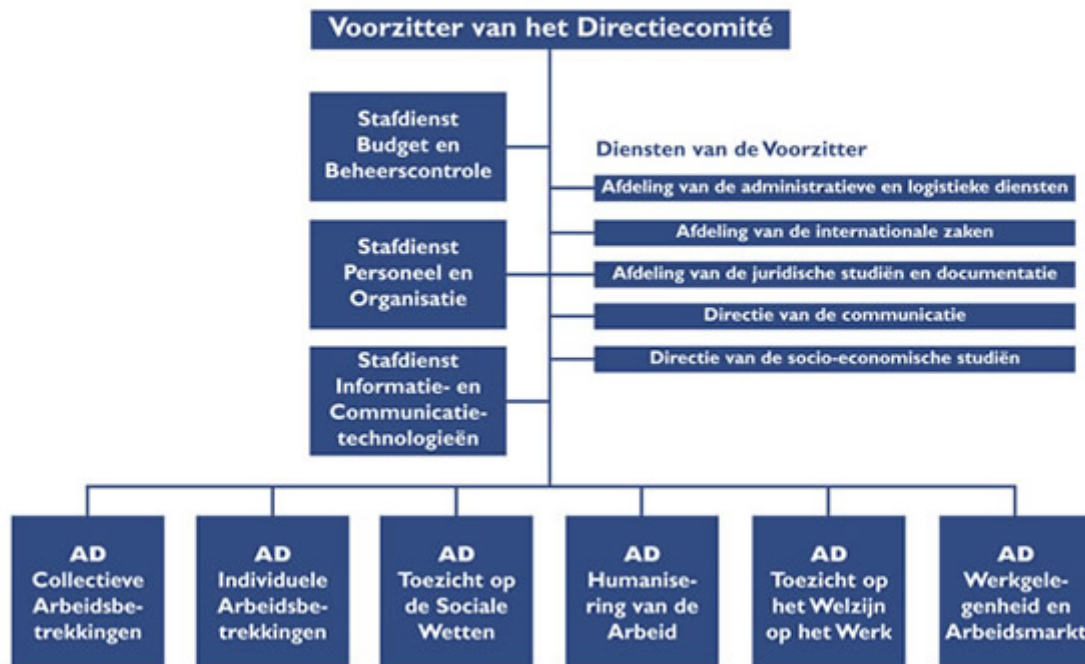 Voorzitter van het Directiecomité
Stafdienst
Budget en
Beheerscontrole
Stafdienst
Personeel en
Organisatie
Stafdienst
Informatie- en
Communicatie-
technologieën
Diensten van de Voorzitter
Afdeling van de administratieve en logistieke diensten
Afdeling van de internationale zaken
Afdeling van de juridische studiën en documentatie
Directie van de communicatie
Directie van de socio-economische studiën
AD
Collectieve
Arbeidsbe-
trekkingen
AD
Individuele
Arbeidsbe-
trekkingen
AD
Toezicht op
de Sociale
Wetten
AD
Humanise-
ring van de
Arbeid
AD
Toezicht op
het Welzijn
op het Werk
AD
Werkgele-
genheid en
Arbeidsmarkt